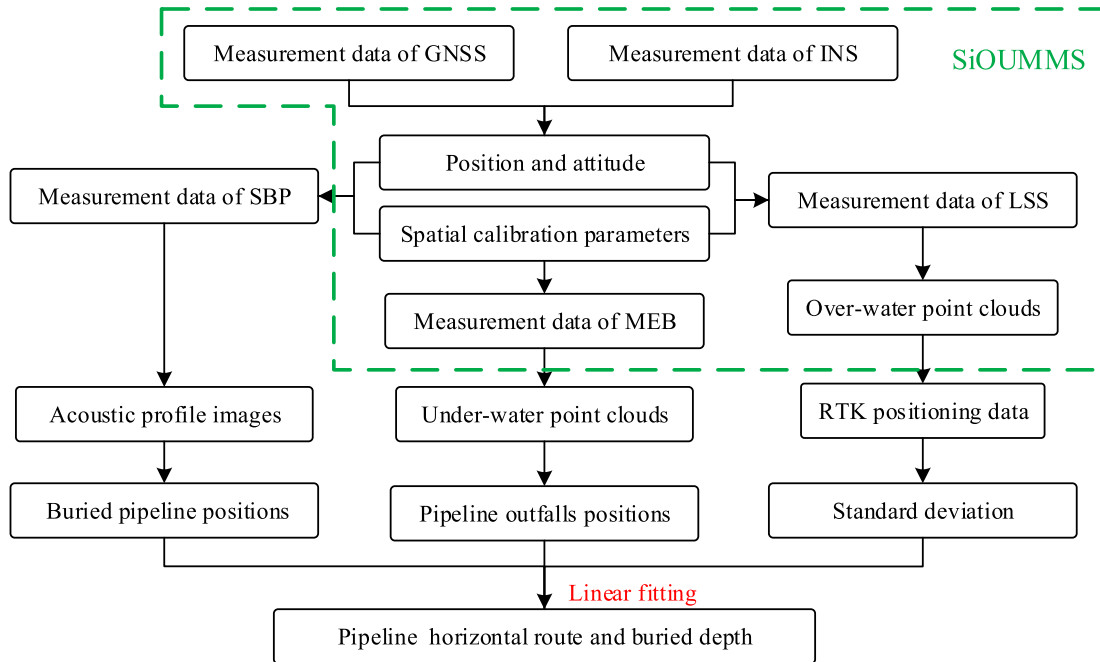 Measurement data of GNSS
Measurement data of INS
SiOUMMS
Position and attitude
Measurement data of SBP
Measurement data of LSS
Spatial calibration parameters
Over-water point clouds
Measurement data of MEB
Acoustic profile images
Under-water point clouds
RTK positioning data
Buried pipeline positions
Pipeline outfalls positions
Standard deviation
Linear fitting
Pipeline horizontal route and buried depth